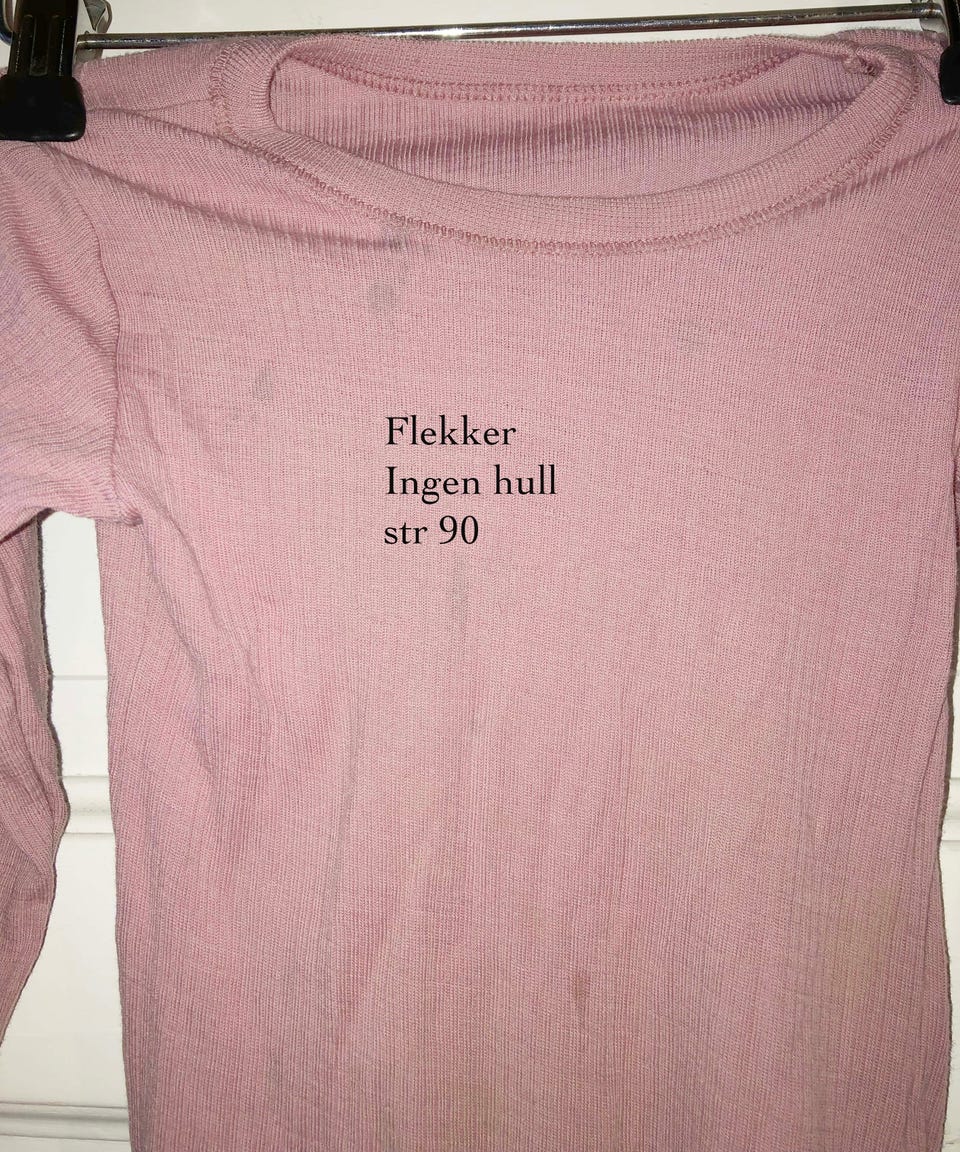 Flekker
Ingen hull
str 90